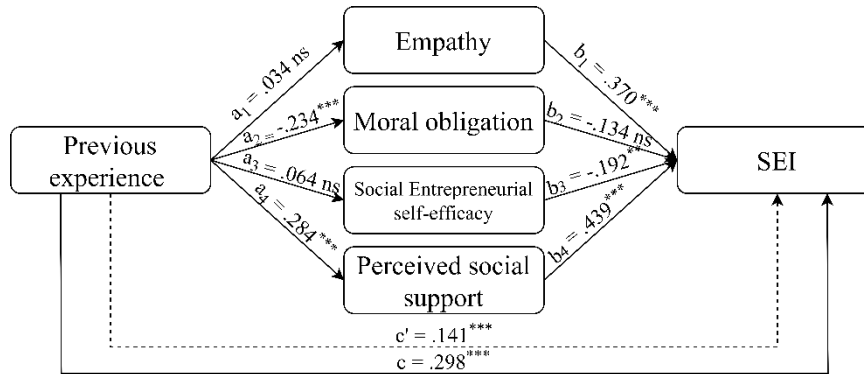 Empathy
a1 = .034 ns
b1 = .370***
a2 = -.234***
Moral obligation
b2 = -.134 ns
Previous
experience
SEI
a3 = .064 ns
Social Entrepreneurial
self-efficacy
b3 = -.192**
a4 = .284***
Perceived social
support
b4 = .439***
c' = .141***
c = .298***